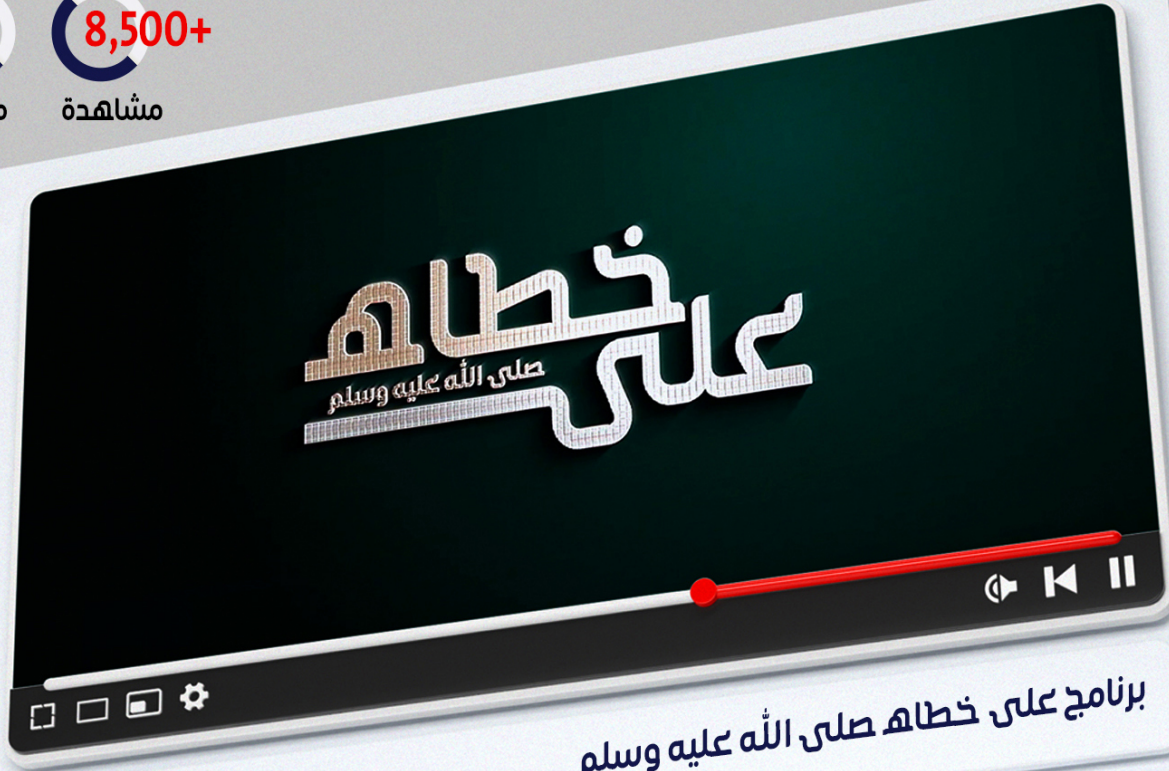 8,500+
مشاهدة
على خطاه
صلى الله عليه وسلم
برنامج على خطاه صلى الله عليه وسلم